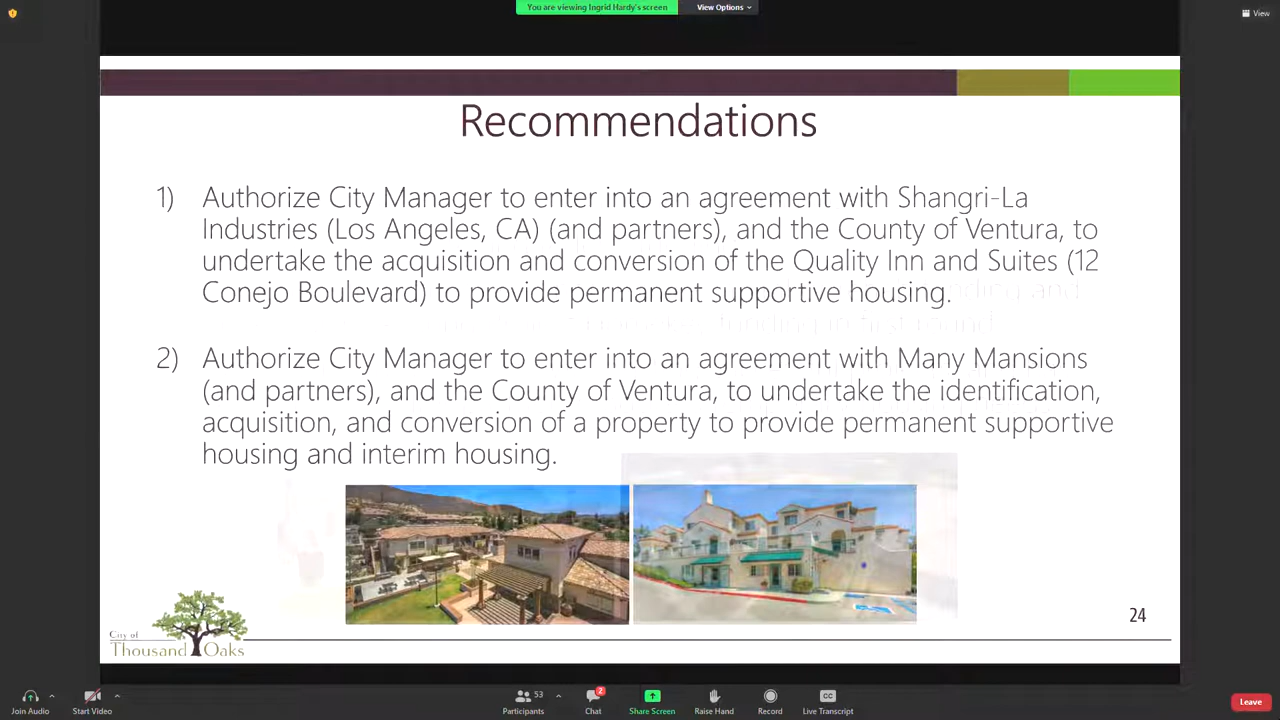 You are viewing Ingrid Hardy's screen
View Options
View
Recommendations
1) Authorize City Manager to enter into an agreement with Shangri-La
Industries (Los Angeles, CA) (and partners), and the County of Ventura, to
undertake the acquisition and conversion of the Quality Inn and Suites (12
Conejo Boulevard) to provide permanent supportive housing.
2) Authorize City Manager to enter into an agreement with Many Mansions
(and partners), and the County of Ventura, to undertake the identification,
acquisition, and conversion of a property to provide permanent supportive
housing and interim housing.
24
City of
Thousand Oaks
Join Audio
Start Video
53
Participants
2
Chat
Share Screen
Raise Hand
Record
CC
Live Transcript
Leave